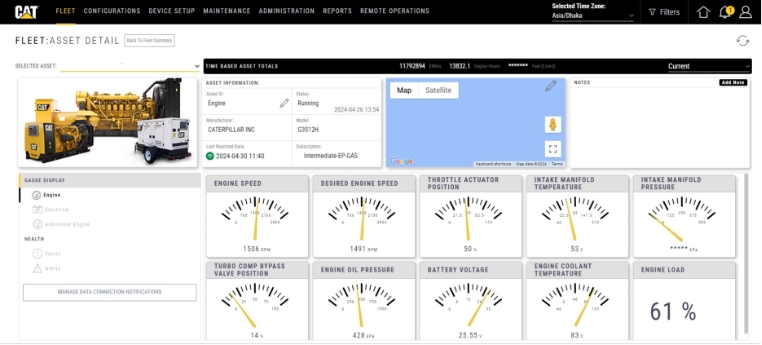 CAT
FLEET CONFIGURATIONS DEVICE SETUP MAINTENANCE ADMINISTRATION REPORTS REMOTE OPERATIONS
Selected Time Zone:
Asia/Dhaka
Filters
1
FLEET:ASSET DETAIL
Back To Fleet Summary
SELECTED ASSET:
TIME BASED ASSET TOTALS
11792894 kWhrs 13832.1 Engine Hours ******* Fuel (Liters)
Current
ASSET INFORMATION:
Asset ID:
Engine
Status:
Running
2024-04-26 13:54
Manufacturer:
CATERPILLAR INC
Model:
G3512H
Last Reported Date:
2024-04-30 11:40
Subscription:
Intermediate-EP-GAS
Map Satellite
Google
Keyboard shortcuts Map data ©2024 Terms
NOTES
Add Note
GAUGE DISPLAY
Engine
Electrical
Additional Engine
HEALTH
Faults
Alerts
MANAGE DATA CONNECTION NOTIFICATIONS
ENGINE SPEED
1506 RPM
DESIRED ENGINE SPEED
1491 RPM
THROTTLE ACTUATOR
POSITION
50 %
INTAKE MANIFOLD
TEMPERATURE
53 C
INTAKE MANIFOLD
PRESSURE
***** kPa
TURBO COMP BYPASS
VALVE POSITION
14 %
ENGINE OIL PRESSURE
428 kPa
BATTERY VOLTAGE
25.55 V
ENGINE COOLANT
TEMPERATURE
83 C
ENGINE LOAD
61 %